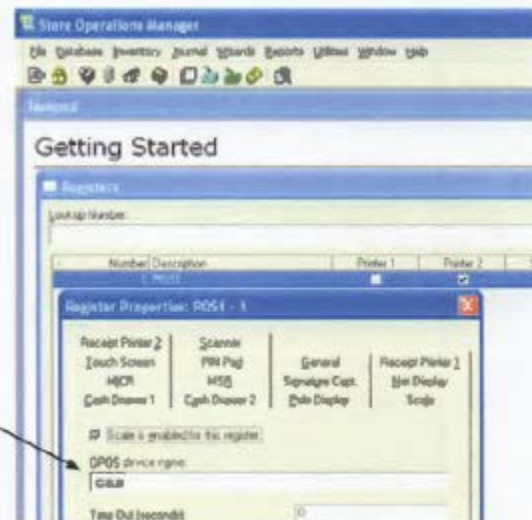 Store Operations Manager
File Database Inventory Journal Wizards Reports Utilities Window Help
Getting Started
Registers
Lookup Number:
Number Description Printer 1 Printer 2
1 POS1
Register Properties: POS1 - 1
Receipt Printer 2 Scanner
Touch Screen PIN Pad General Receipt Printer 1
MICR MSR Signature Capt. Net Display
Cash Drawer 1 Cash Drawer 2 Pole Display Scale
Scale is enabled for this register.
OPOS device name:
Time Out (seconds):
0